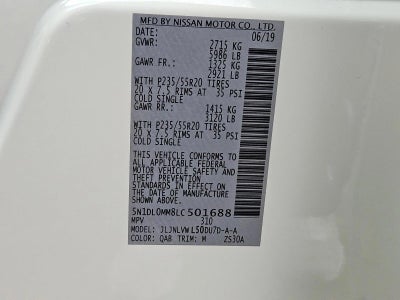 MFD BY NISSAN MOTOR CO., LTD.
DATE: 06/19
GVWR: 2715 KG
5986 LB
GAWR FR.: 1325 KG
2921 LB
WITH P235/55R20 TIRES
20 X 7.5 RIMS AT 35 PSI
COLD SINGLE
GAWR RR.: 1415 KG
3120 LB
WITH P235/55R20 TIRES
20 X 7.5 RIMS AT 35 PSI
COLD SINGLE
THIS VEHICLE CONFORMS TO
ALL APPLICABLE FEDERAL
MOTOR VEHICLE SAFETY AND
THEFT PREVENTION
STANDARDS IN EFFECT ON
THE DATE OF MANUFACTURE
SHOWN ABOVE.
5N1DL0MM8LC501688
MPV 310
MODEL: JLJNLVWL50DU7D-A-A
COLOR: QAB TRIM: M ZS30A